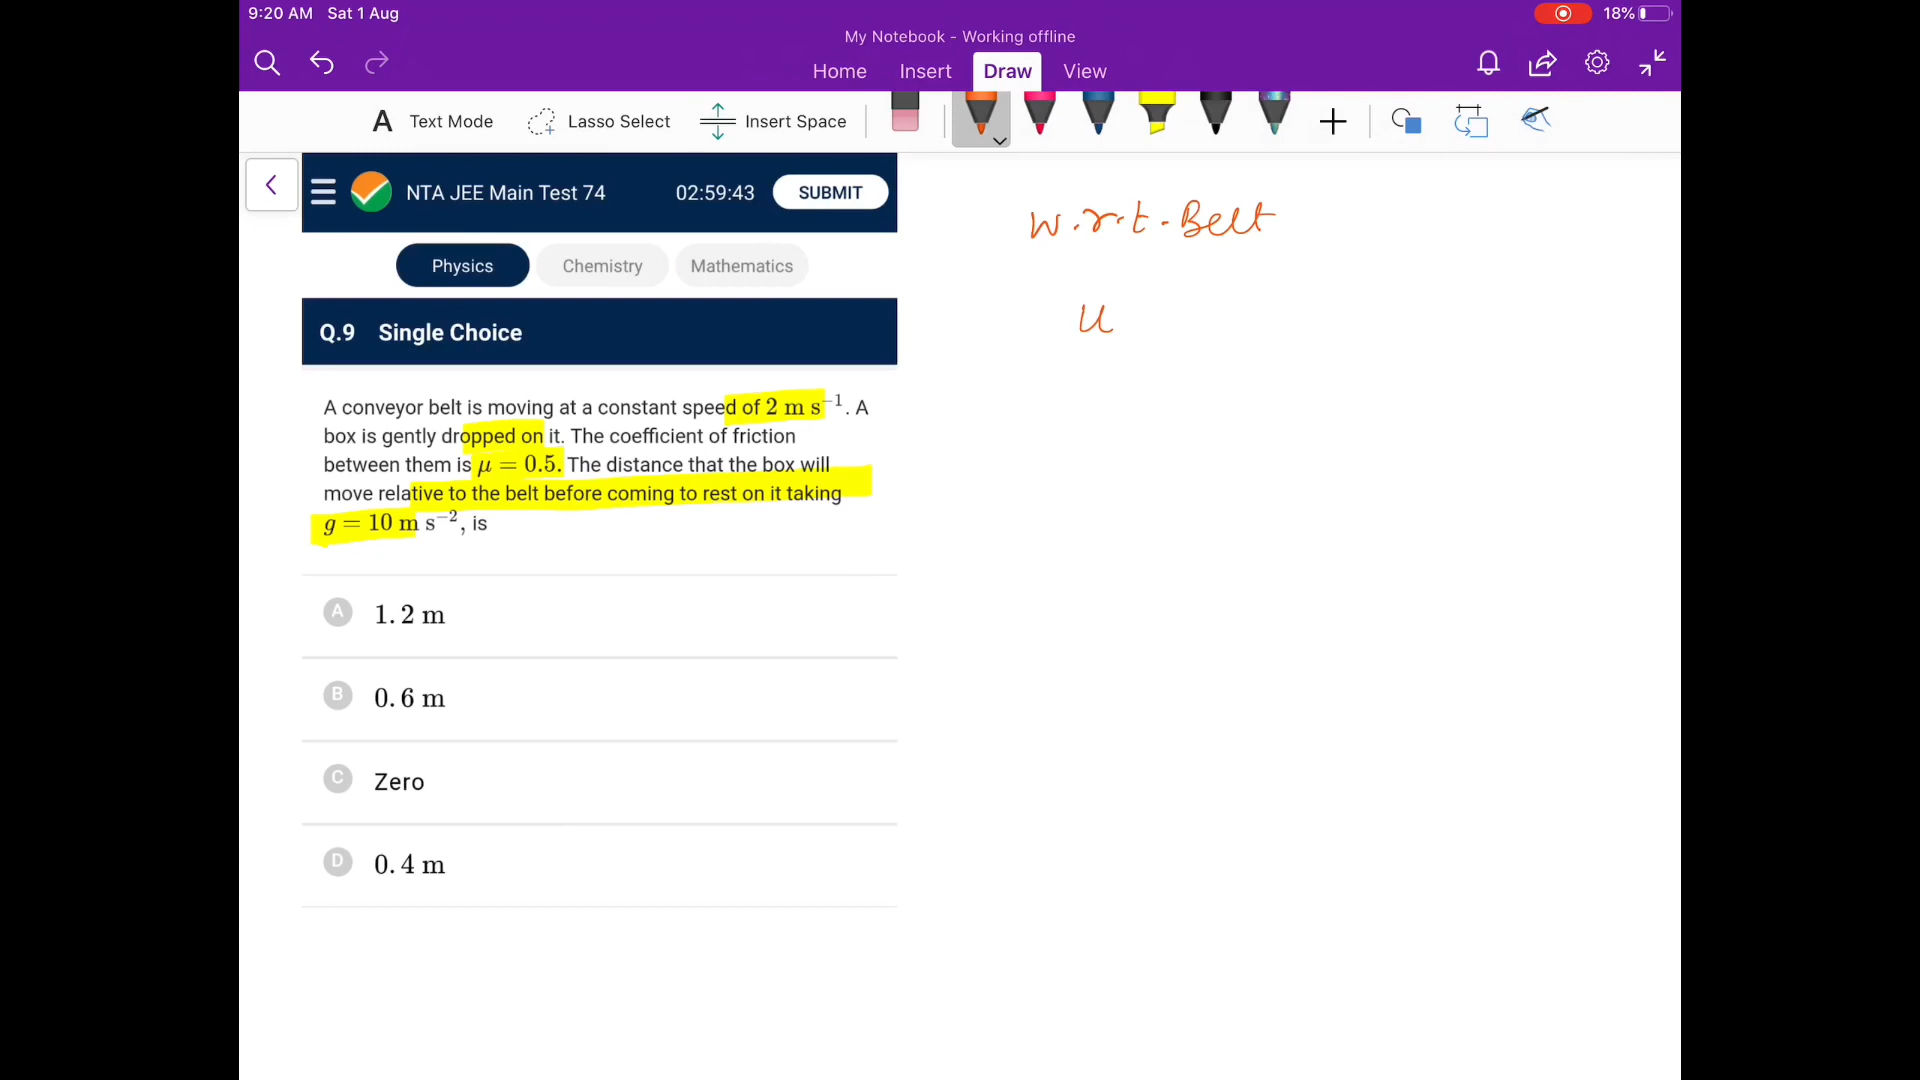 9:20 AM Sat 1 Aug
18%
My Notebook - Working offline
Home Insert Draw View
A Text Mode Lasso Select Insert Space
NTA JEE Main Test 74 02:59:43 SUBMIT
Physics Chemistry Mathematics
Q.9 Single Choice
A conveyor belt is moving at a constant speed of 2 m s⁻¹. A
box is gently dropped on it. The coefficient of friction
between them is μ = 0.5. The distance that the box will
move relative to the belt before coming to rest on it taking
g = 10 m s⁻², is
A 1.2 m
B 0.6 m
C Zero
D 0.4 m
w.r.t. Belt
u